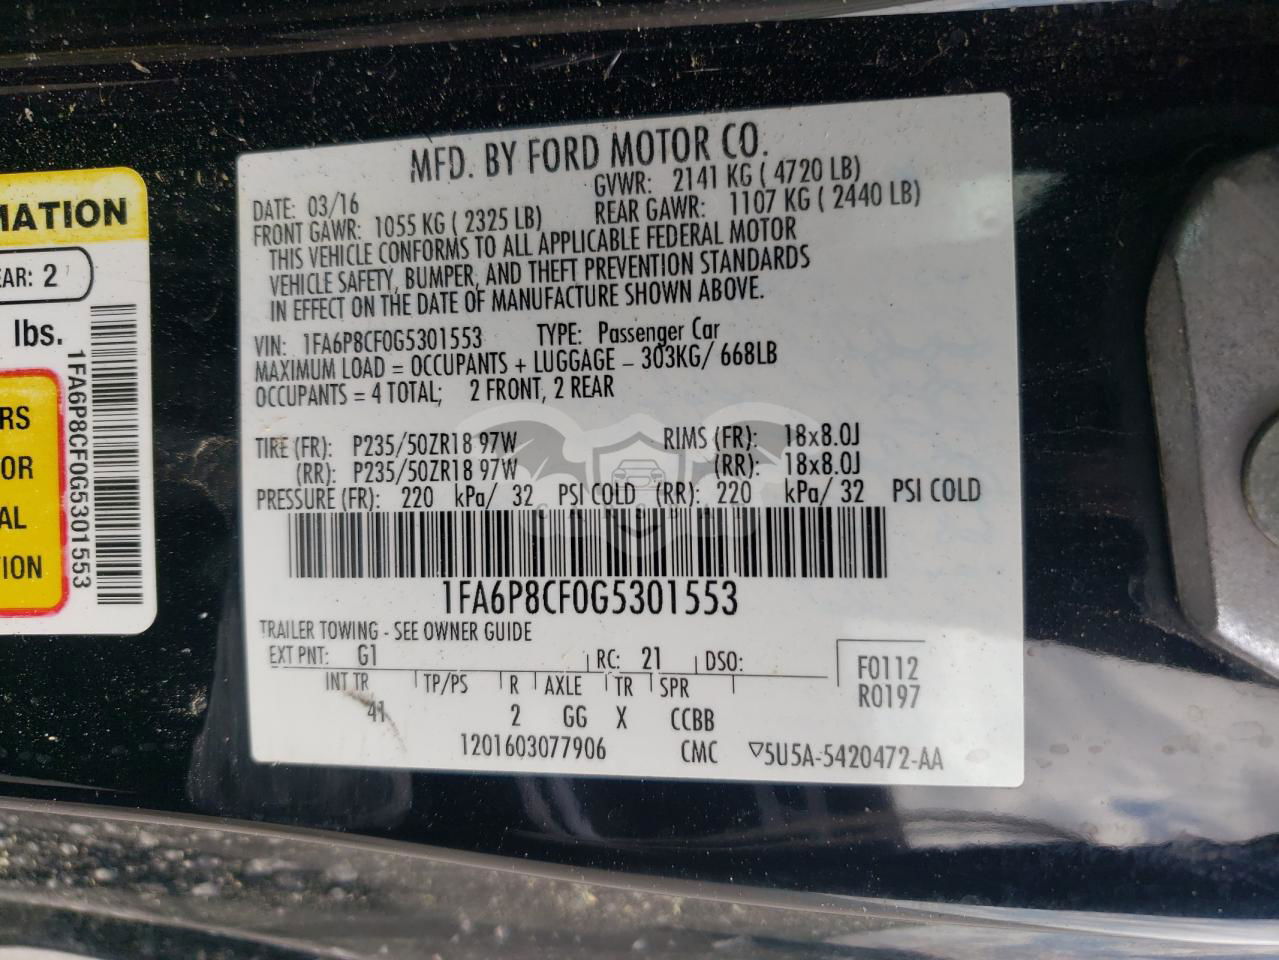 MATION
EAR: 2
lbs.
1FA6P8CF0G5301553
RS
OR
AL
TION
MFD. BY FORD MOTOR CO.
DATE: 03/16 GVWR: 2141 KG ( 4720 LB)
FRONT GAWR: 1055 KG ( 2325 LB) REAR GAWR: 1107 KG ( 2440 LB)
THIS VEHICLE CONFORMS TO ALL APPLICABLE FEDERAL MOTOR
VEHICLE SAFETY, BUMPER, AND THEFT PREVENTION STANDARDS
IN EFFECT ON THE DATE OF MANUFACTURE SHOWN ABOVE.
VIN: 1FA6P8CF0G5301553 TYPE: Passenger Car
MAXIMUM LOAD = OCCUPANTS + LUGGAGE - 303KG/ 668LB
OCCUPANTS = 4 TOTAL; 2 FRONT, 2 REAR
TIRE (FR): P235/50ZR18 97W RIMS (FR): 18x8.0J
(RR): P235/50ZR18 97W (RR): 18x8.0J
PRESSURE (FR): 220 kPa/ 32 PSI COLD (RR): 220 kPa/ 32 PSI COLD
1FA6P8CF0G5301553
TRAILER TOWING - SEE OWNER GUIDE
EXT PNT: G1 RC: 21 DSO: F0112
INT TR TP/PS R AXLE TR SPR R0197
41 2 GG X CCBB
1201603077906 CMC ▽5U5A-5420472-AA